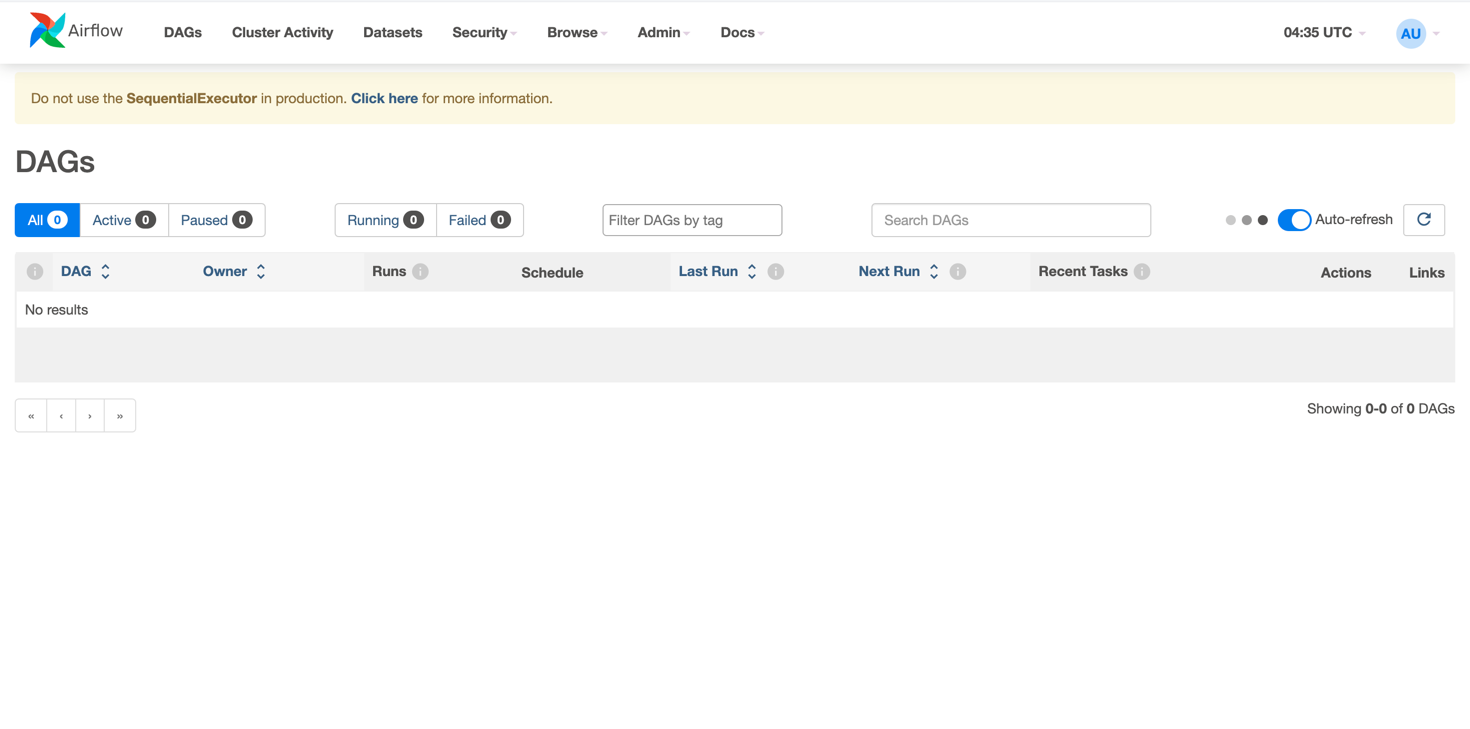 Airflow DAGs Cluster Activity Datasets Security Browse Admin Docs 04:35 UTC AU
Do not use the SequentialExecutor in production. Click here for more information.
DAGs
All 0 Active 0 Paused 0 Running 0 Failed 0 Filter DAGs by tag Search DAGs Auto-refresh
i DAG Owner Runs i Schedule Last Run i Next Run i Recent Tasks i Actions Links
No results
« ‹ › » Showing 0-0 of 0 DAGs